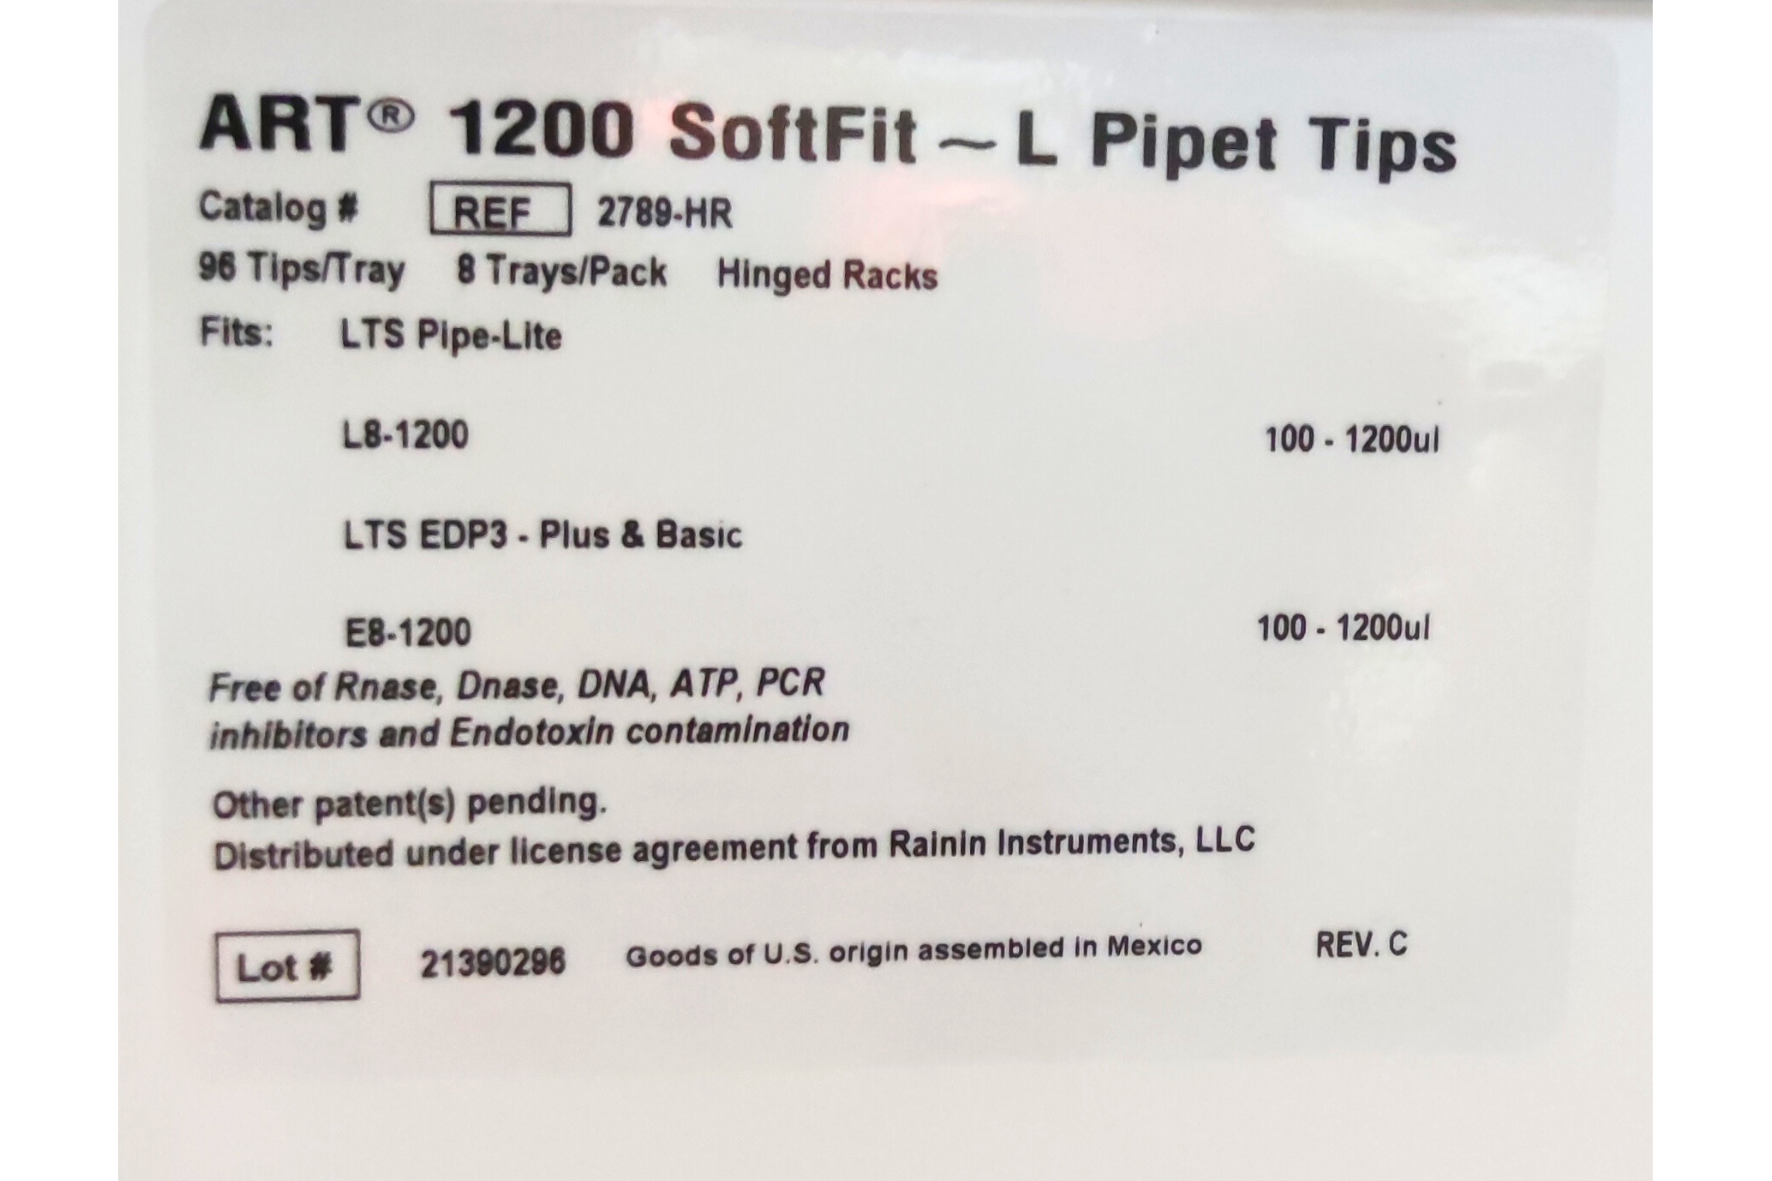 ART® 1200 SoftFit ~ L Pipet Tips
Catalog # REF 2789-HR
96 Tips/Tray 8 Trays/Pack Hinged Racks
Fits: LTS Pipe-Lite
L8-1200 100 - 1200ul
LTS EDP3 - Plus & Basic
E8-1200 100 - 1200ul
Free of Rnase, Dnase, DNA, ATP, PCR
inhibitors and Endotoxin contamination
Other patent(s) pending.
Distributed under license agreement from Rainin Instruments, LLC
Lot # 21390296 Goods of U.S. origin assembled in Mexico REV. C